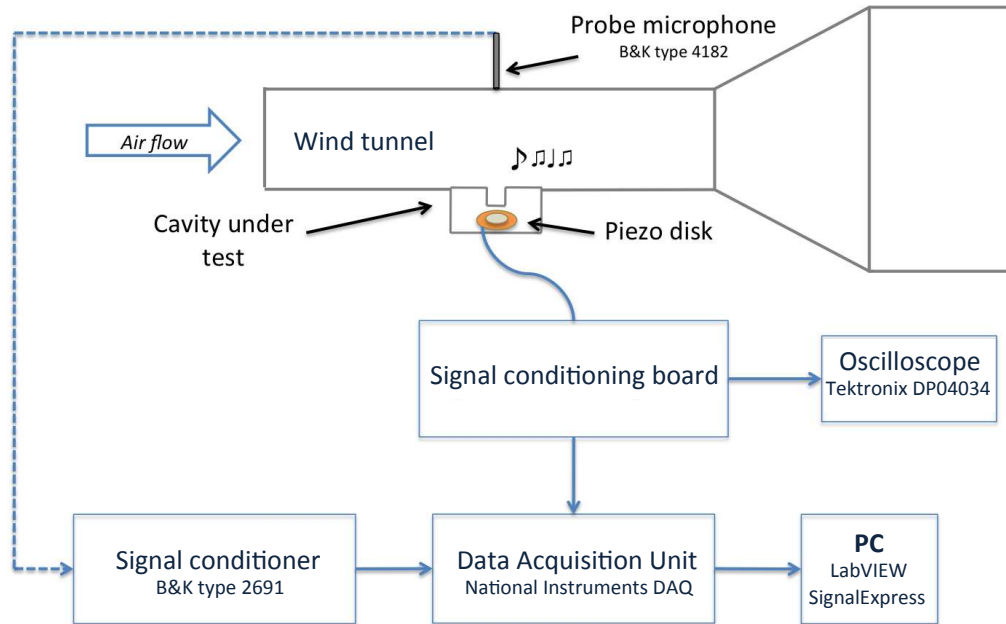 Probe microphone
B&K type 4182
Air flow
Wind tunnel
Cavity under
test
Piezo disk
Signal conditioning board
Oscilloscope
Tektronix DP04034
Signal conditioner
B&K type 2691
Data Acquisition Unit
National Instruments DAQ
PC
LabVIEW
SignalExpress